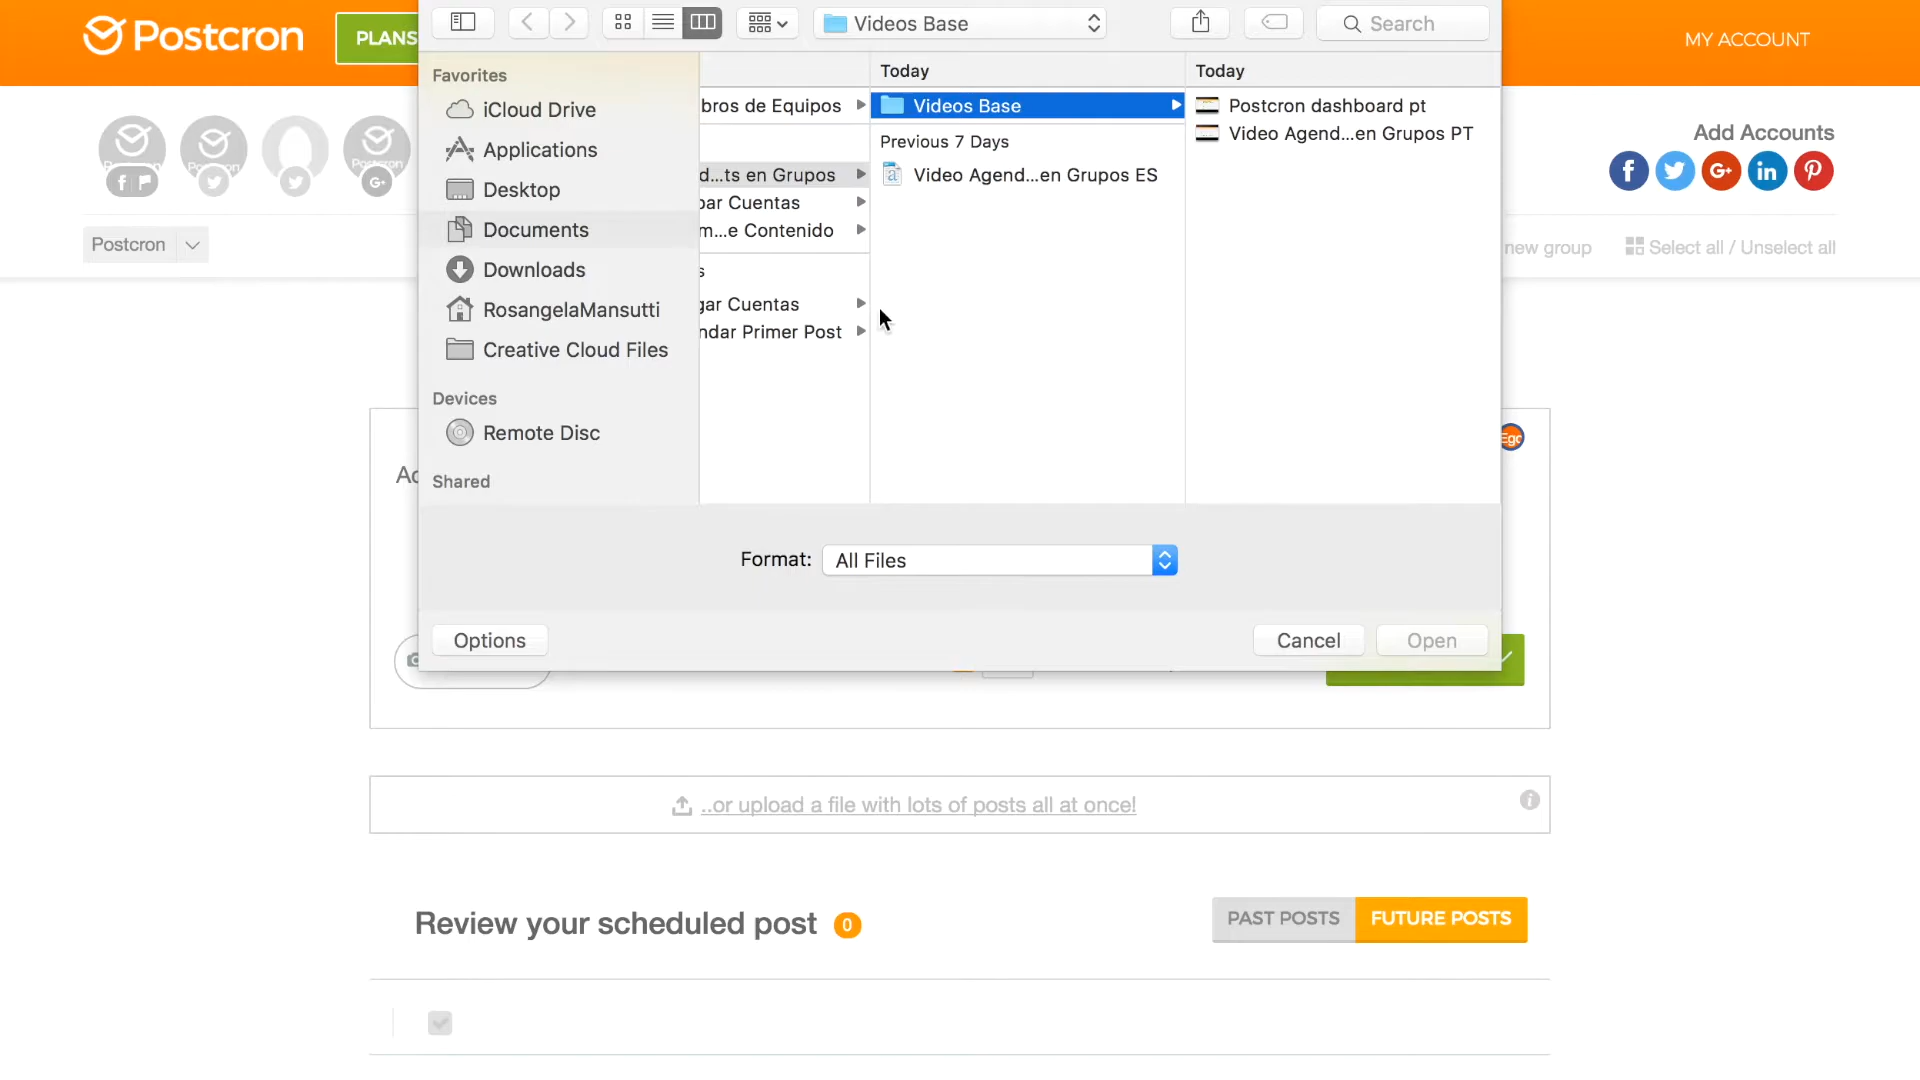 Postcron
PLANS
MY ACCOUNT
Videos Base
Search
Favorites
iCloud Drive
Applications
Desktop
Documents
Downloads
RosangelaMansutti
Creative Cloud Files
Devices
Remote Disc
Shared
bros de Equipos
d...ts en Grupos
par Cuentas
m...e Contenido
s
gar Cuentas
ndar Primer Post
Today
Videos Base
Previous 7 Days
Video Agend...en Grupos ES
Today
Postcron dashboard pt
Video Agend...en Grupos PT
Format:
All Files
Options
Cancel
Open
Add Accounts
Postcron
new group
Select all / Unselect all
Ac
Ego
..or upload a file with lots of posts all at once!
Review your scheduled post
0
PAST POSTS
FUTURE POSTS